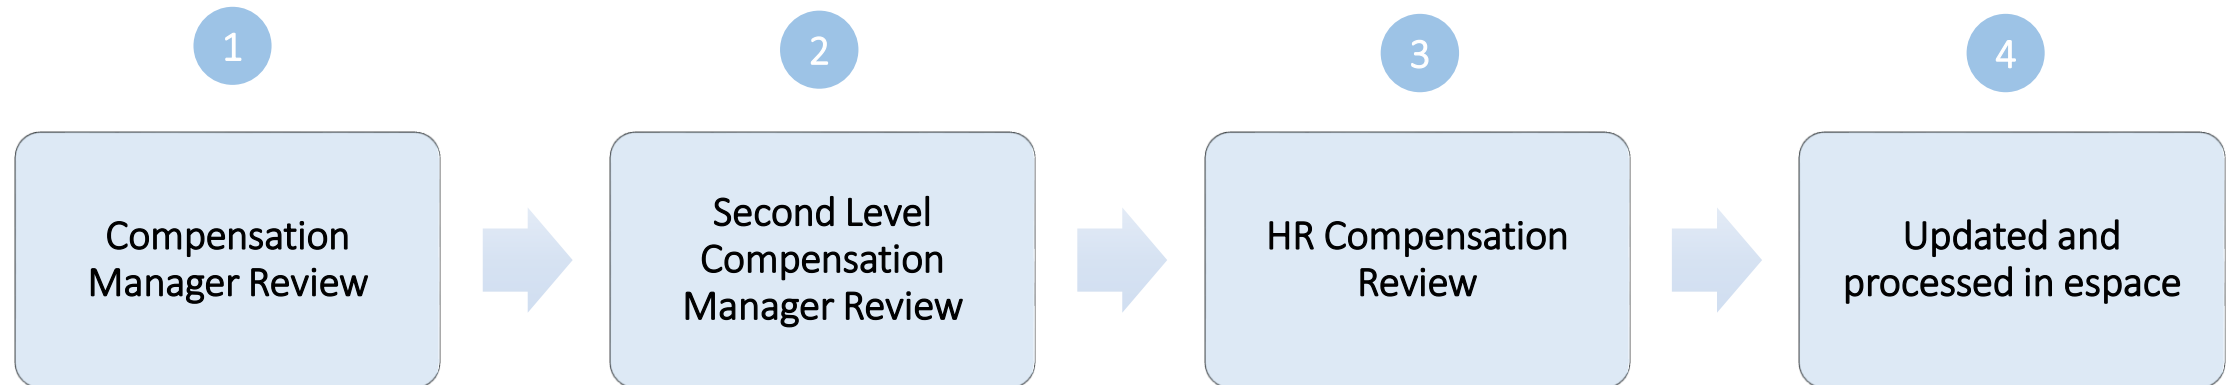 1
2
3
4
Compensation
Manager Review
Second Level
Compensation
Manager Review
HR Compensation
Review
Updated and
processed in espace